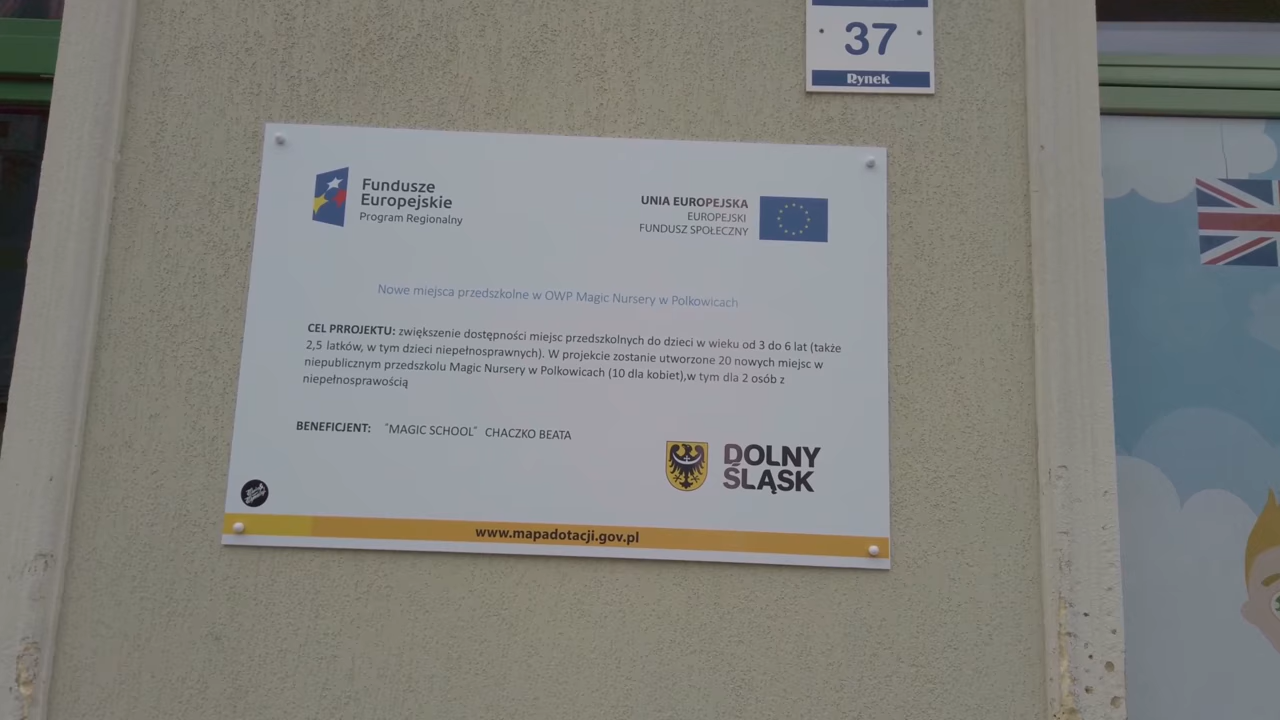 37
Rynek
Fundusze
Europejskie
Program Regionalny
UNIA EUROPEJSKA
EUROPEJSKI
FUNDUSZ SPOŁECZNY
Nowe miejsca przedszkolne w OWP Magic Nursery w Polkowicach
CEL PRROJEKTU: zwiększenie dostępności miejsc przedszkolnych do dzieci w wieku od 3 do 6 lat (także
2,5 latków, w tym dzieci niepełnosprawnych). W projekcie zostanie utworzone 20 nowych miejsc w
niepublicznym przedszkolu Magic Nursery w Polkowicach (10 dla kobiet),w tym dla 2 osób z
niepełnosprawością
BENEFICJENT: "MAGIC SCHOOL" CHACZKO BEATA
DOLNY
ŚLĄSK
www.mapadotacji.gov.pl